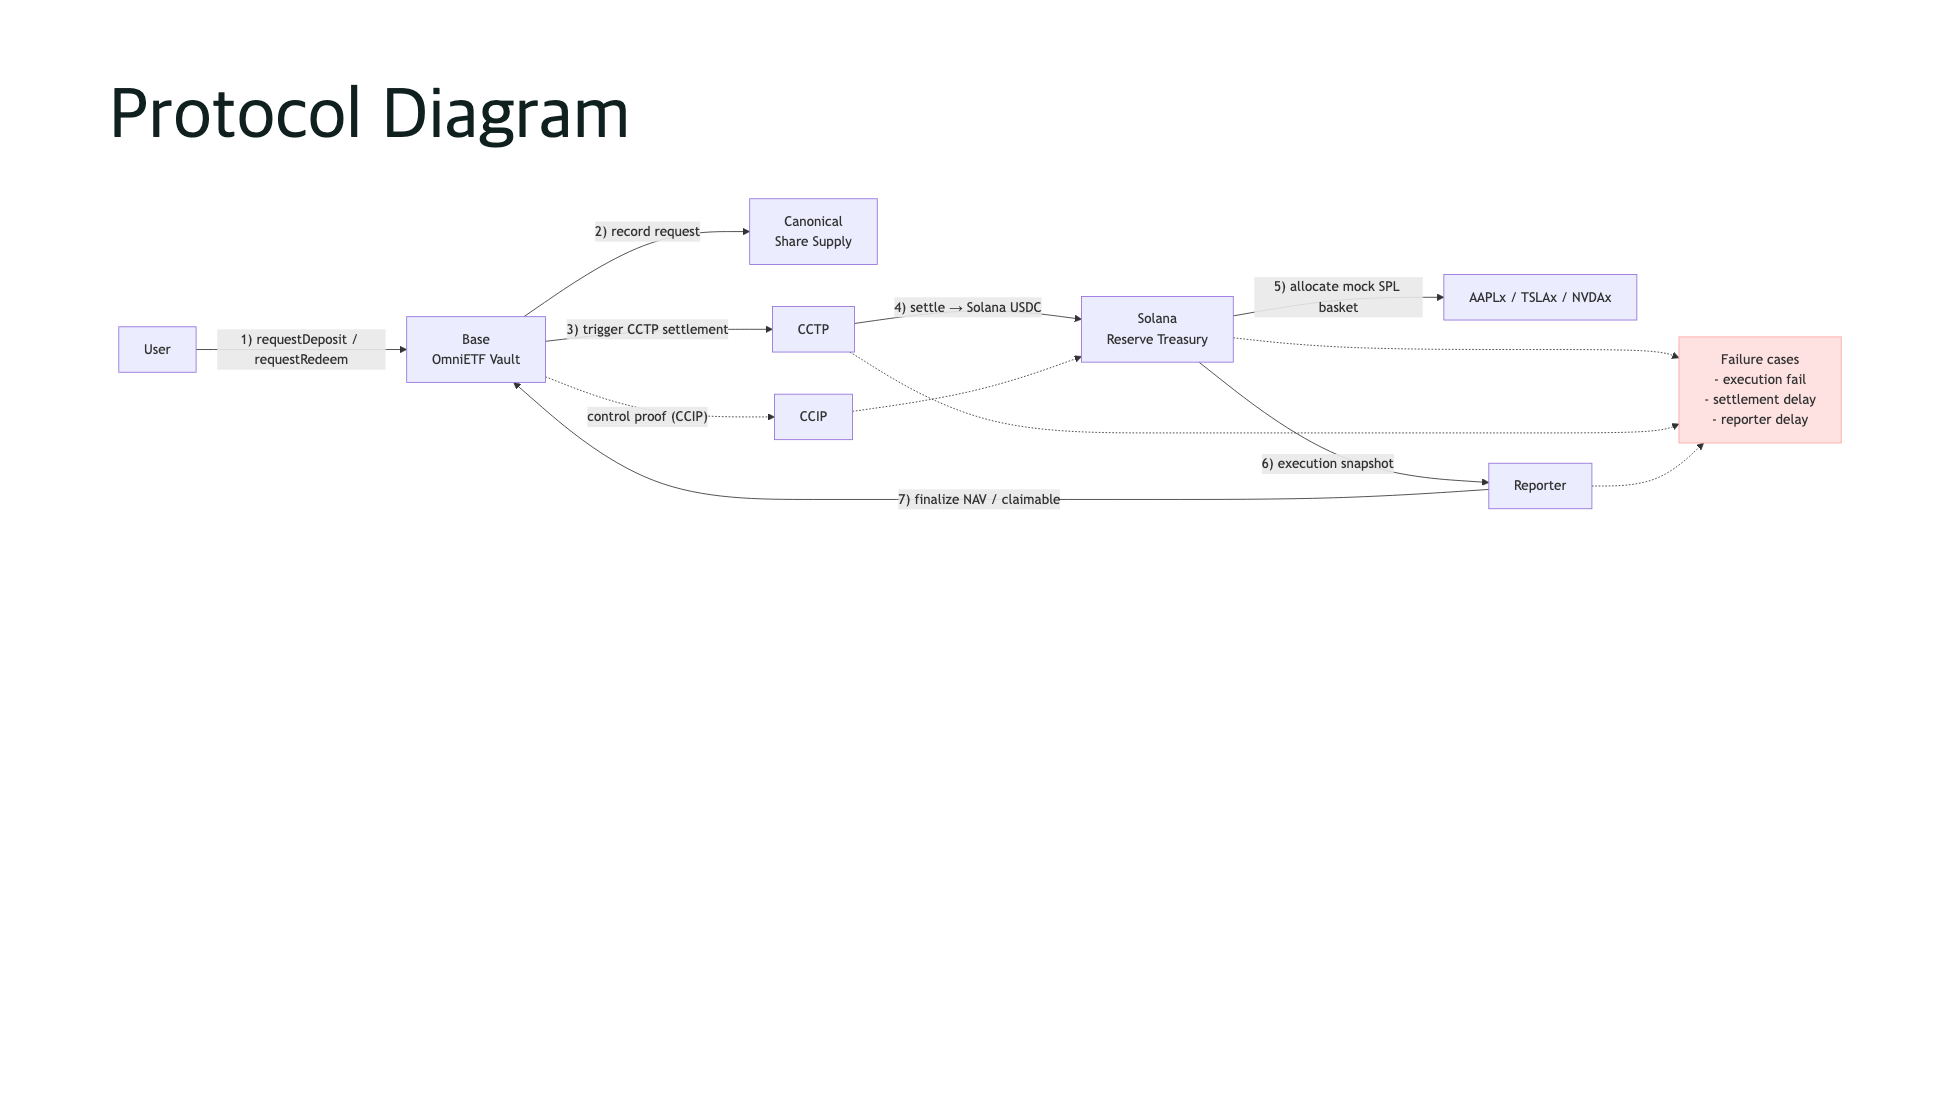 Protocol Diagram
User
1) requestDeposit /
requestRedeem
Base
OmniETF Vault
2) record request
Canonical
Share Supply
3) trigger CCTP settlement
CCTP
control proof (CCIP)
CCIP
4) settle → Solana USDC
Solana
Reserve Treasury
5) allocate mock SPL
basket
AAPLx / TSLAx / NVDAx
Failure cases
- execution fail
- settlement delay
- reporter delay
6) execution snapshot
Reporter
7) finalize NAV / claimable